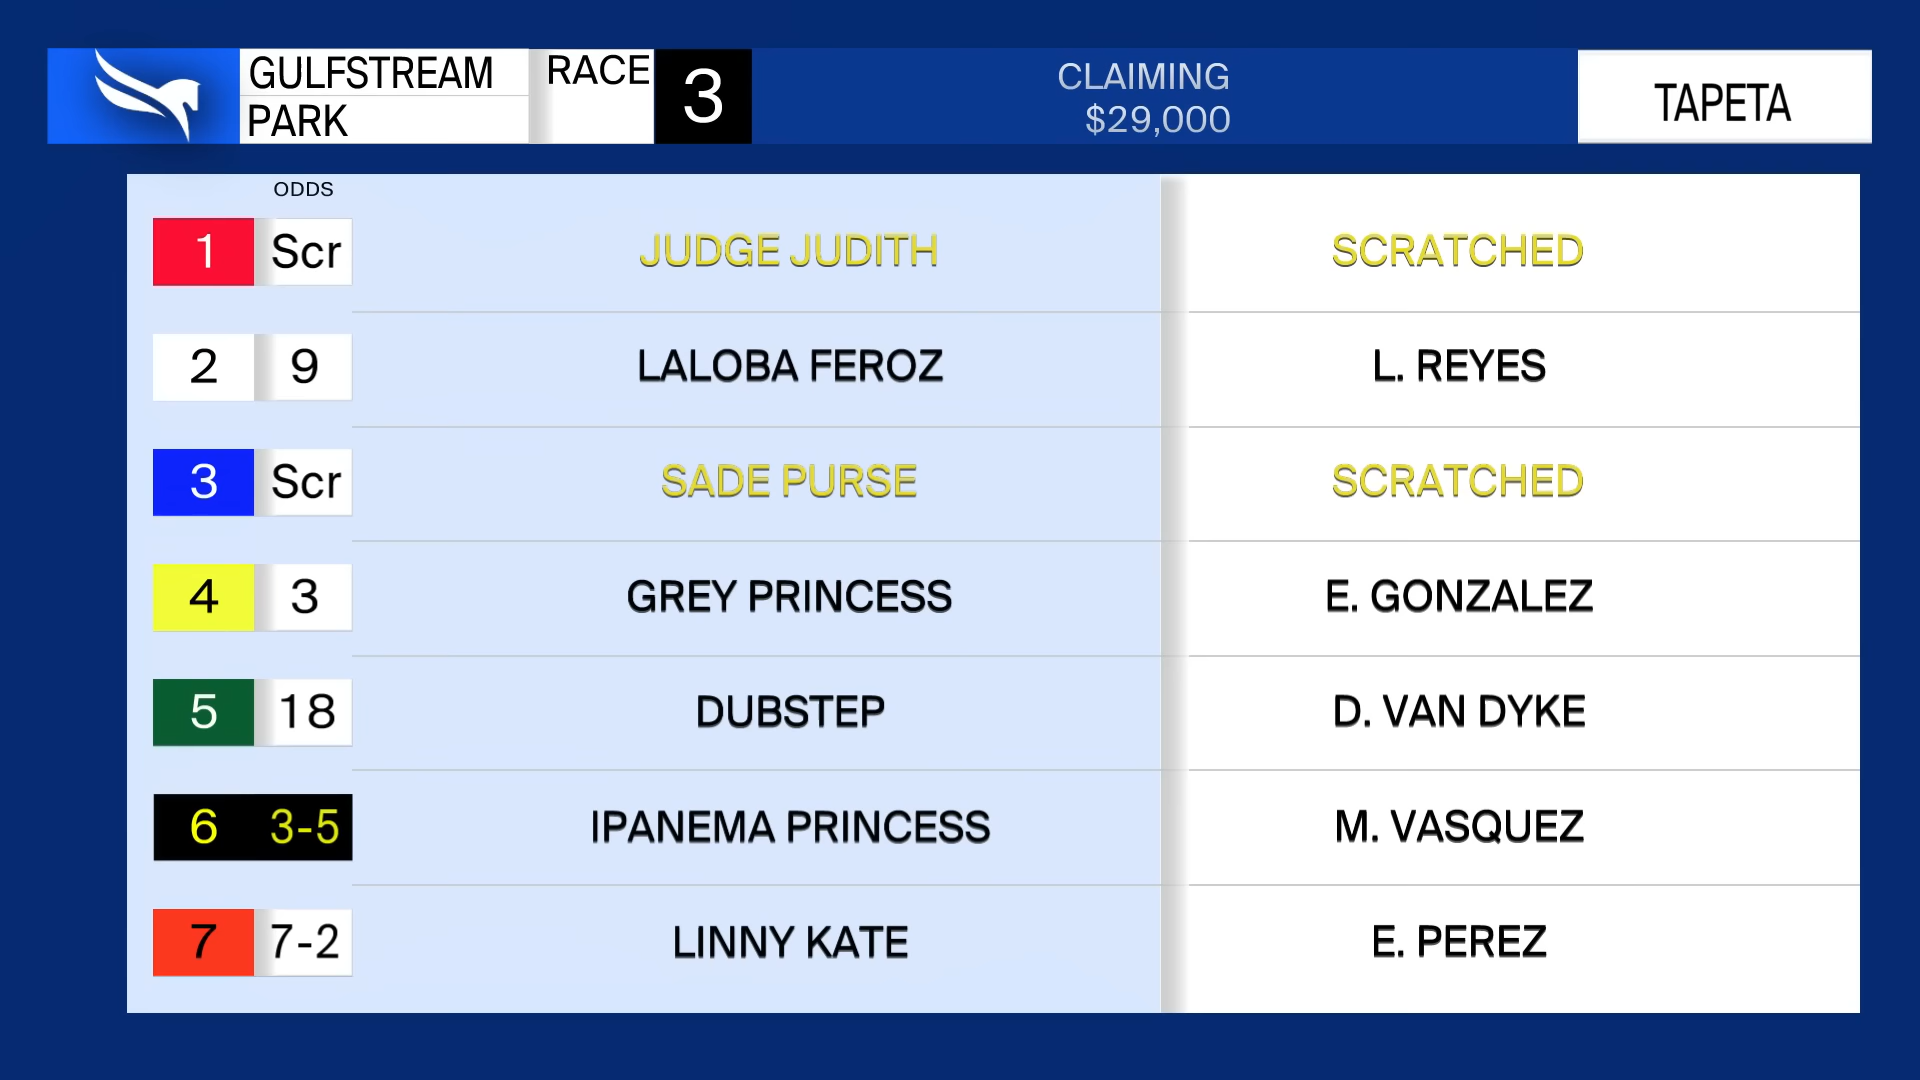 GULFSTREAM
PARK
RACE
3
CLAIMING
$29,000
TAPETA
ODDS
1 Scr JUDGE JUDITH SCRATCHED
2 9 LALOBA FEROZ L. REYES
3 Scr SADE PURSE SCRATCHED
4 3 GREY PRINCESS E. GONZALEZ
5 18 DUBSTEP D. VAN DYKE
6 3-5 IPANEMA PRINCESS M. VASQUEZ
7 7-2 LINNY KATE E. PEREZ